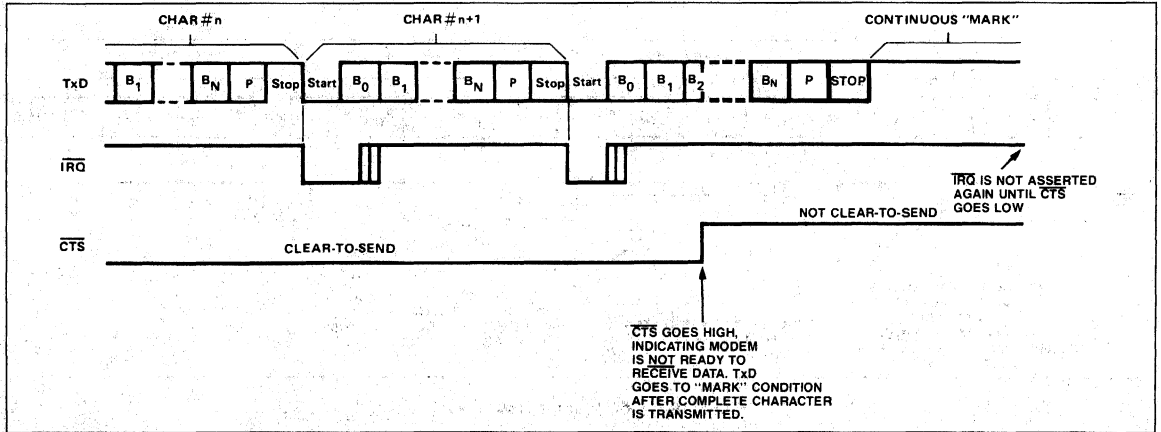 CHAR #n
CHAR #n+1
CONTINUOUS "MARK"
TxD
B1
BN
P
Stop
Start
B0
B1
BN
P
Stop
Start
B0
B1
B2
BN
P
STOP
IRQ
IRQ IS NOT ASSERTED
AGAIN UNTIL CTS
GOES LOW
NOT CLEAR-TO-SEND
CTS
CLEAR-TO-SEND
CTS GOES HIGH,
INDICATING MODEM
IS NOT READY TO
RECEIVE DATA. TxD
GOES TO "MARK" CONDITION
AFTER COMPLETE CHARACTER
IS TRANSMITTED.